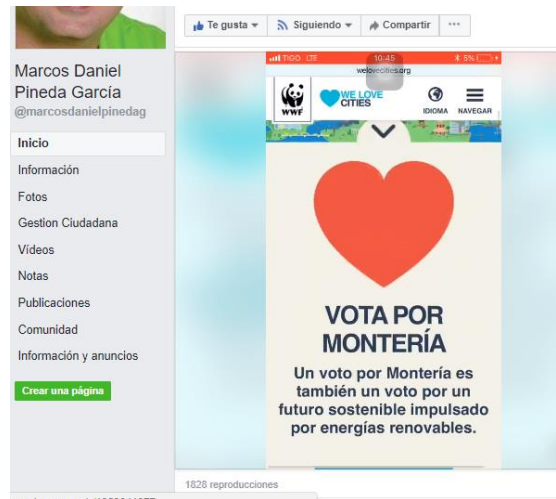 Te gusta Siguiendo Compartir
TIGO LTE 10:45 5%
welovecities.org
WWF
WE LOVE
CITIES
IDIOMA NAVEGAR
Marcos Daniel
Pineda García
@marcosdanielpinedag
Inicio
Información
Fotos
Gestion Ciudadana
Vídeos
Notas
Publicaciones
Comunidad
Información y anuncios
Crear una página
VOTA POR
MONTERÍA
Un voto por Montería es
también un voto por un
futuro sostenible impulsado
por energías renovables.
1828 reproducciones